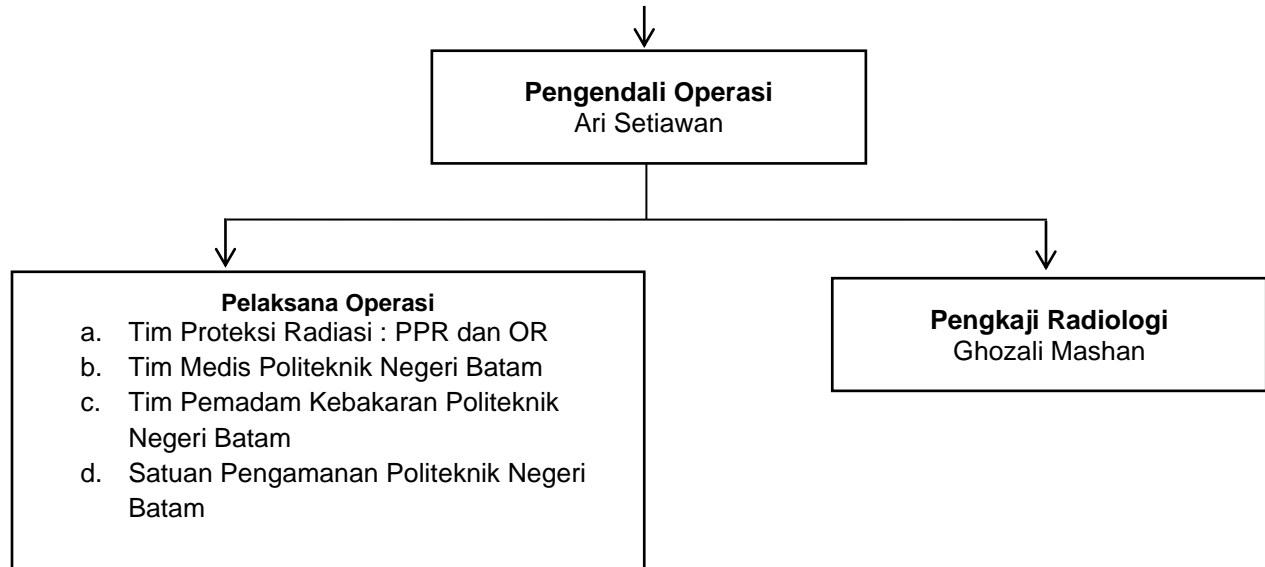 Pengendali Operasi
Ari Setiawan
Pelaksana Operasi
a. Tim Proteksi Radiasi : PPR dan OR
b. Tim Medis Politeknik Negeri Batam
c. Tim Pemadam Kebakaran Politeknik
Negeri Batam
d. Satuan Pengamanan Politeknik Negeri
Batam
Pengkaji Radiologi
Ghozali Mashan